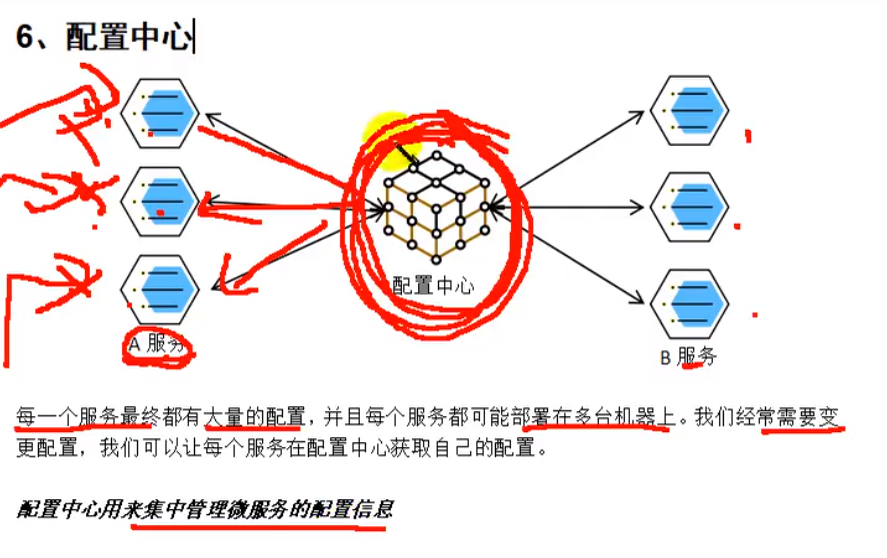 6、配置中心
配置中心
A 服务
B 服务
每一个服务最终都有大量的配置，并且每个服务都可能部署在多台机器上。我们经常需要变
更配置，我们可以让每个服务在配置中心获取自己的配置。
配置中心用来集中管理微服务的配置信息